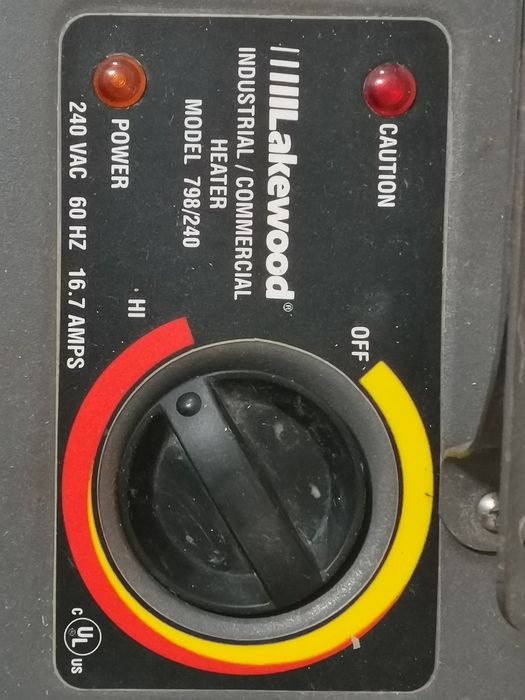 CAUTION
Lakewood®
INDUSTRIAL / COMMERCIAL
HEATER
MODEL 798/240
POWER
240 VAC 60 HZ 16.7 AMPS
OFF
HI
C UL US